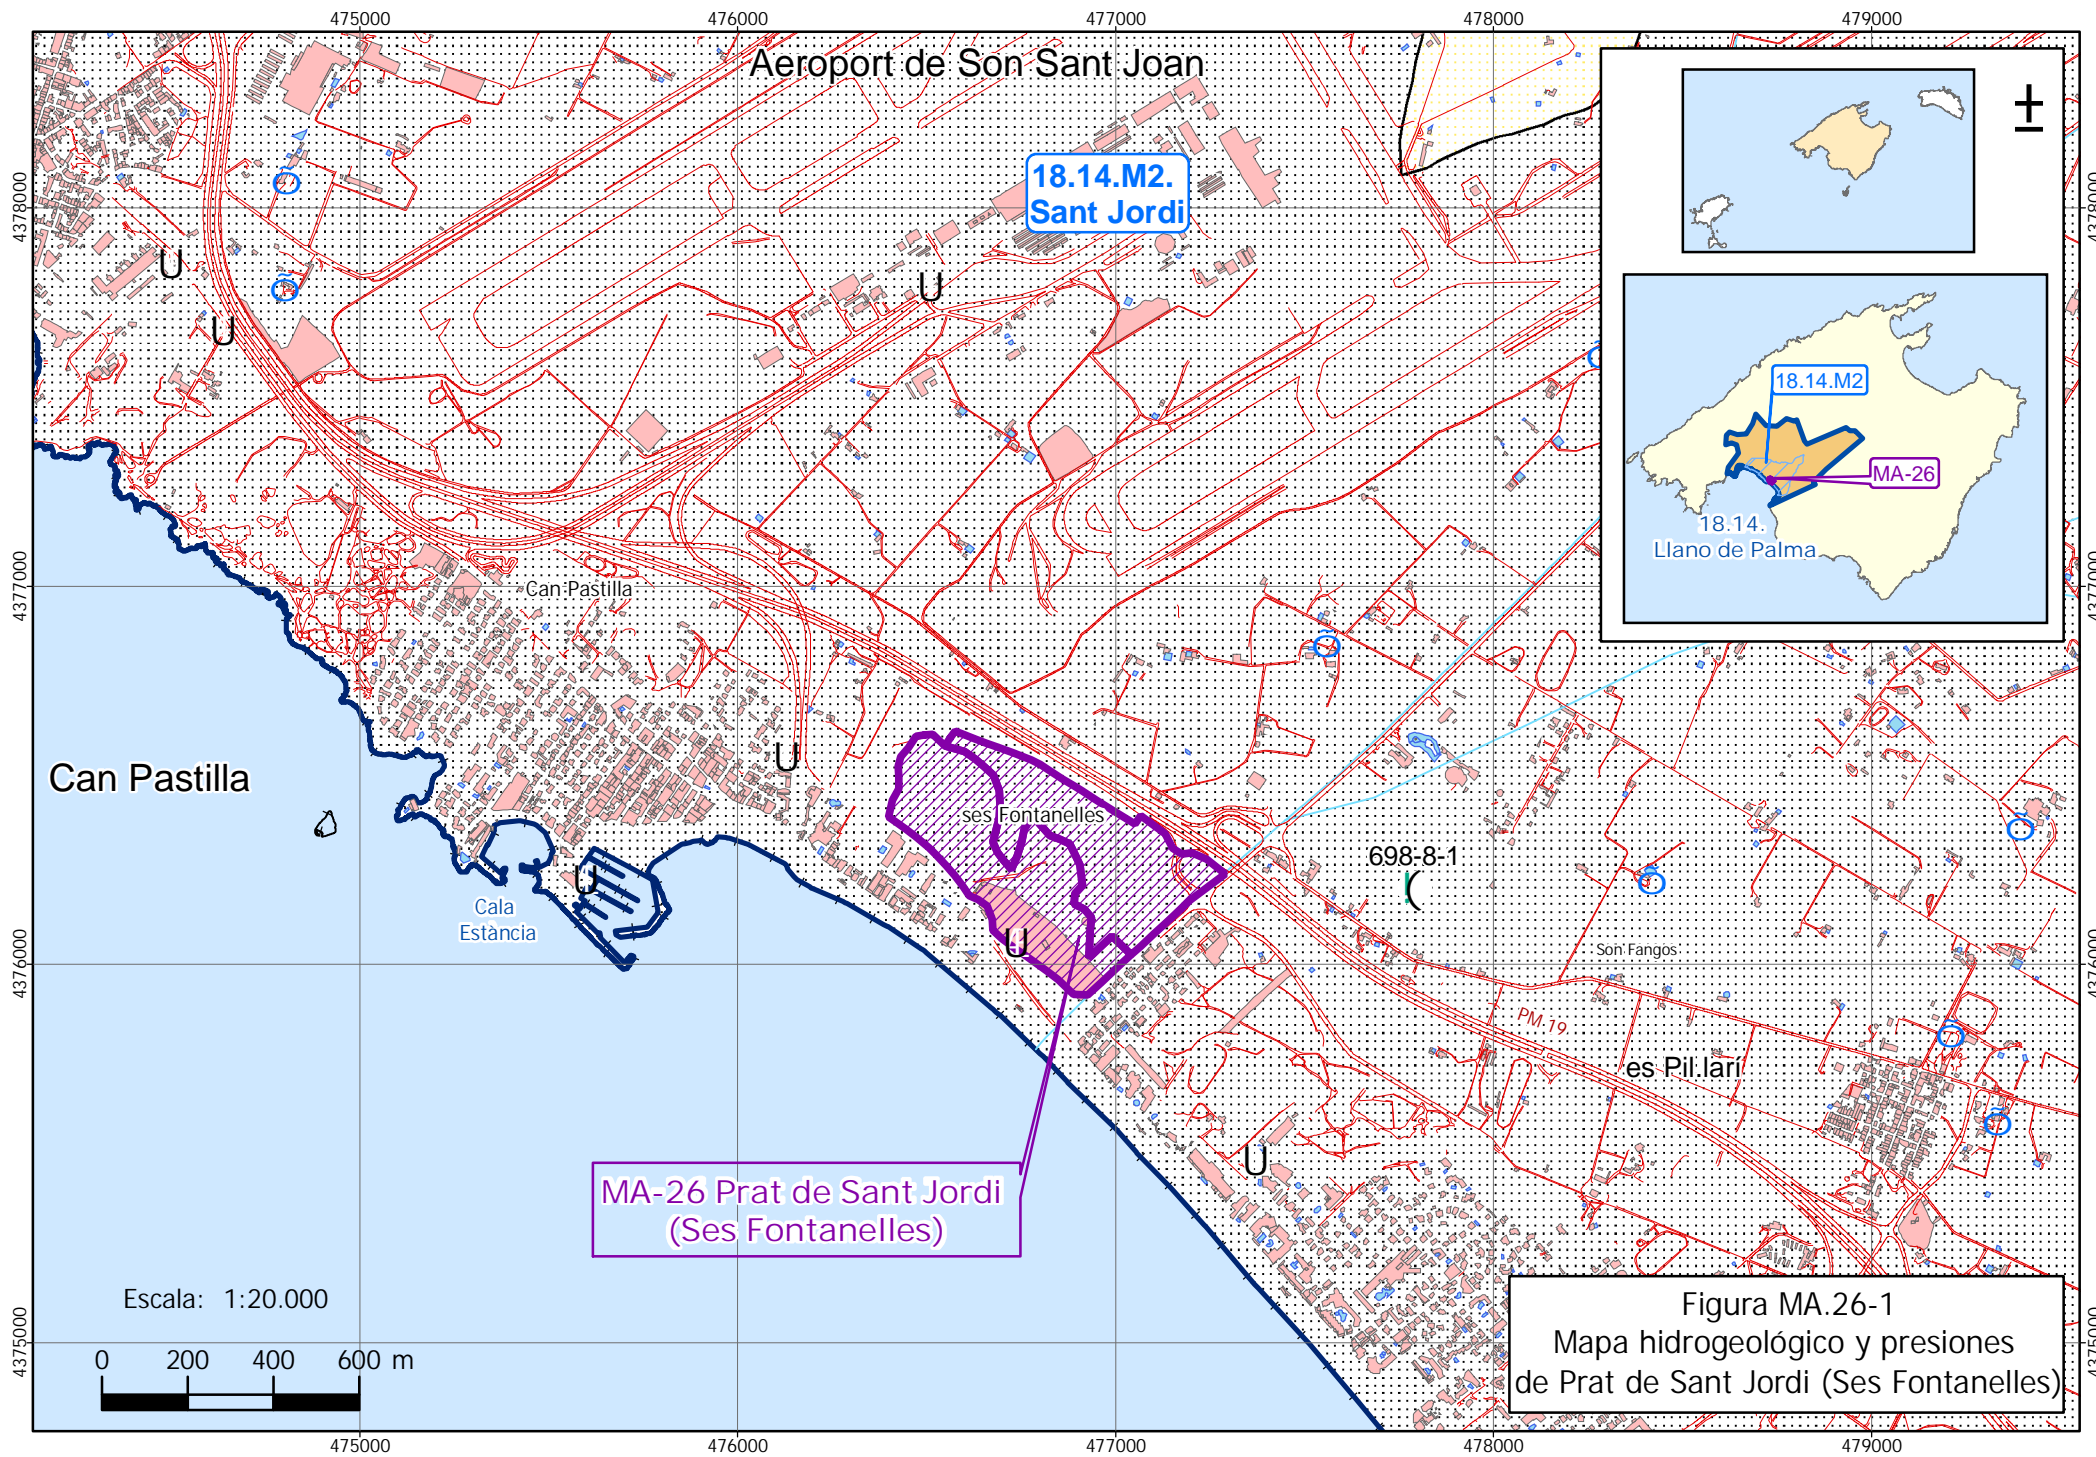 475000
476000
477000
478000
479000
Aeroport de Son Sant Joan
±
18.14.M2.
Sant Jordi
4378000
4378000
U
U
U
18.14.M2
MA-26
18.14.
Llano de Palma
4377000
4377000
Can Pastilla
U
Can Pastilla
ses Fontanelles
698-8-1
U
Cala
Estància
U
Son Fangos
4376000
4376000
PM 19
es Pil.larí
U
MA-26 Prat de Sant Jordi
(Ses Fontanelles)
Escala: 1:20.000
0 200 400 600 m
4375000
4375000
Figura MA.26-1
Mapa hidrogeológico y presiones
de Prat de Sant Jordi (Ses Fontanelles)
475000
476000
477000
478000
479000